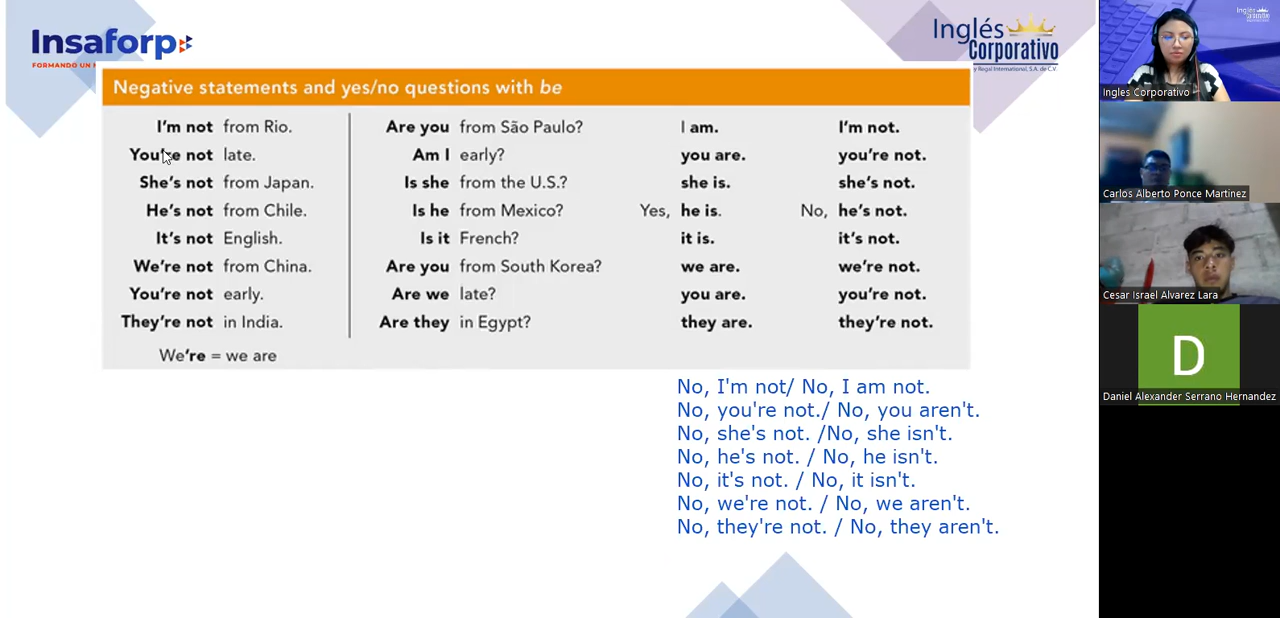 Insaforp
FORMANDO UN
Inglés
Corporativo
y Regal International, S.A. de C.V.
Negative statements and yes/no questions with be
I'm not from Rio. Are you from São Paulo? I am. I'm not.
You're not late. Am I early? you are. you're not.
She's not from Japan. Is she from the U.S.? she is. she's not.
He's not from Chile. Is he from Mexico? Yes, he is. No, he's not.
It's not English. Is it French? it is. it's not.
We're not from China. Are you from South Korea? we are. we're not.
You're not early. Are we late? you are. you're not.
They're not in India. Are they in Egypt? they are. they're not.
We're = we are
No, I'm not/ No, I am not.
No, you're not./ No, you aren't.
No, she's not. /No, she isn't.
No, he's not. / No, he isn't.
No, it's not. / No, it isn't.
No, we're not. / No, we aren't.
No, they're not. / No, they aren't.
Inglés
Ingles Corporativo
Carlos Alberto Ponce Martinez
Cesar Israel Alvarez Lara
D
Daniel Alexander Serrano Hernandez